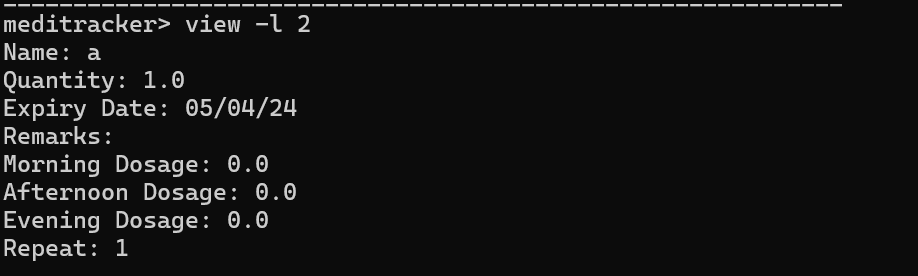 meditracker> view -l 2
Name: a
Quantity: 1.0
Expiry Date: 05/04/24
Remarks:
Morning Dosage: 0.0
Afternoon Dosage: 0.0
Evening Dosage: 0.0
Repeat: 1